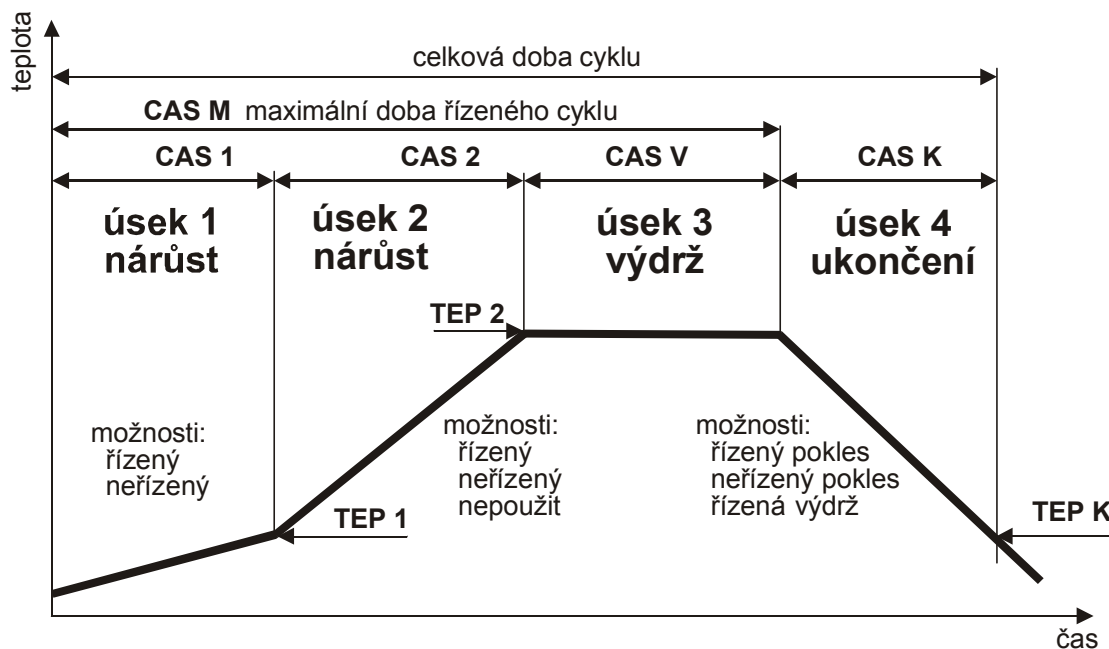 teplota
celková doba cyklu
CAS M maximální doba řízeného cyklu
CAS 1
CAS 2
CAS V
CAS K
úsek 1
nárůst
úsek 2
nárůst
úsek 3
výdrž
úsek 4
ukončení
TEP 2
možnosti:
řízený
neřízený
možnosti:
řízený
neřízený
nepoužit
možnosti:
řízený pokles
neřízený pokles
řízená výdrž
TEP 1
TEP K
čas